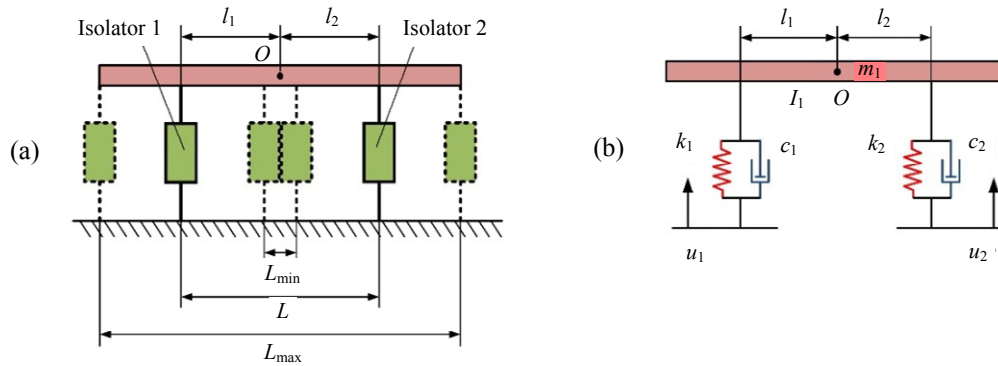 l₁ l₂
Isolator 1 Isolator 2
O
(a)
Lmin
L
Lmax
l₁ l₂
m₁
I₁ O
(b)
k₁ c₁ k₂ c₂
u₁ u₂